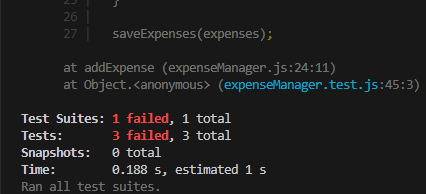 25 | }
26 |
27 | saveExpenses(expenses);
at addExpense (expenseManager.js:24:11)
at Object.<anonymous> (expenseManager.test.js:45:3)
Test Suites: 1 failed, 1 total
Tests: 3 failed, 3 total
Snapshots: 0 total
Time: 0.188 s, estimated 1 s
Ran all test suites.